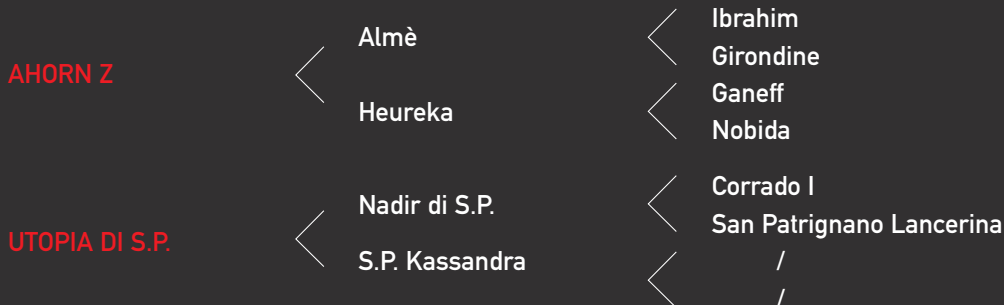 AHORN Z
Almè
Ibrahim
Girondine
Heureka
Ganeff
Nobida
UTOPIA DI S.P.
Nadir di S.P.
Corrado I
San Patrignano Lancerina
S.P. Kassandra
/
/